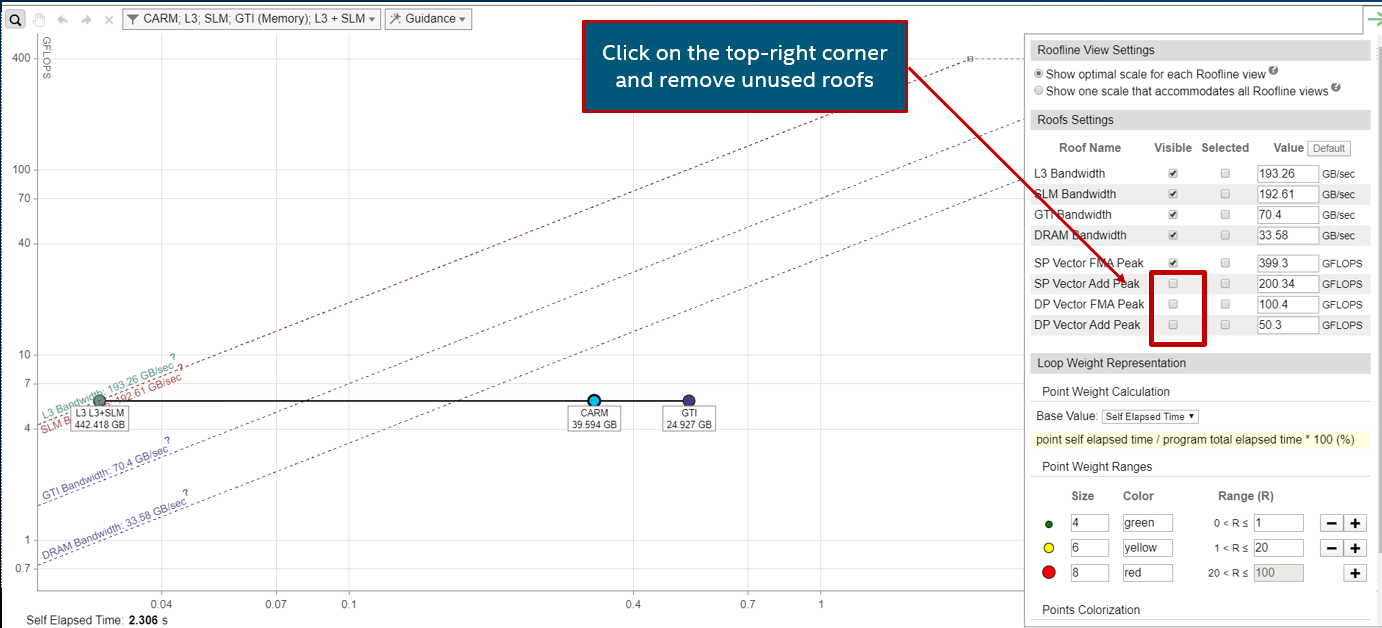 CARM; L3; SLM; GTI (Memory); L3 + SLM
Guidance
Click on the top-right corner
and remove unused roofs
GFLOPS
400
100
70
40
10
7
4
1
0.7
L3 Bandwidth: 193.26 GB/sec ?
SLM B 192.61 GB/sec ?
GTI Bandwidth: 70.4 GB/sec ?
DRAM Bandwidth: 33.58 GB/sec ?
L3 L3+SLM
442.418 GB
CARM
39.594 GB
GTI
24.927 GB
0.04 0.07 0.1 0.4 0.7 1
Self Elapsed Time: 2.306 s
Roofline View Settings
Show optimal scale for each Roofline view ?
Show one scale that accommodates all Roofline views ?
Roofs Settings
Roof Name Visible Selected Value Default
L3 Bandwidth 193.26 GB/sec
SLM Bandwidth 192.61 GB/sec
GTI Bandwidth 70.4 GB/sec
DRAM Bandwidth 33.58 GB/sec
SP Vector FMA Peak 399.3 GFLOPS
SP Vector Add Peak 200.34 GFLOPS
DP Vector FMA Peak 100.4 GFLOPS
DP Vector Add Peak 50.3 GFLOPS
Loop Weight Representation
Point Weight Calculation
Base Value: Self Elapsed Time
point self elapsed time / program total elapsed time * 100 (%)
Point Weight Ranges
Size Color Range (R)
4 green 0 < R ≤ 1
6 yellow 1 < R ≤ 20
8 red 20 < R ≤ 100
Points Colorization